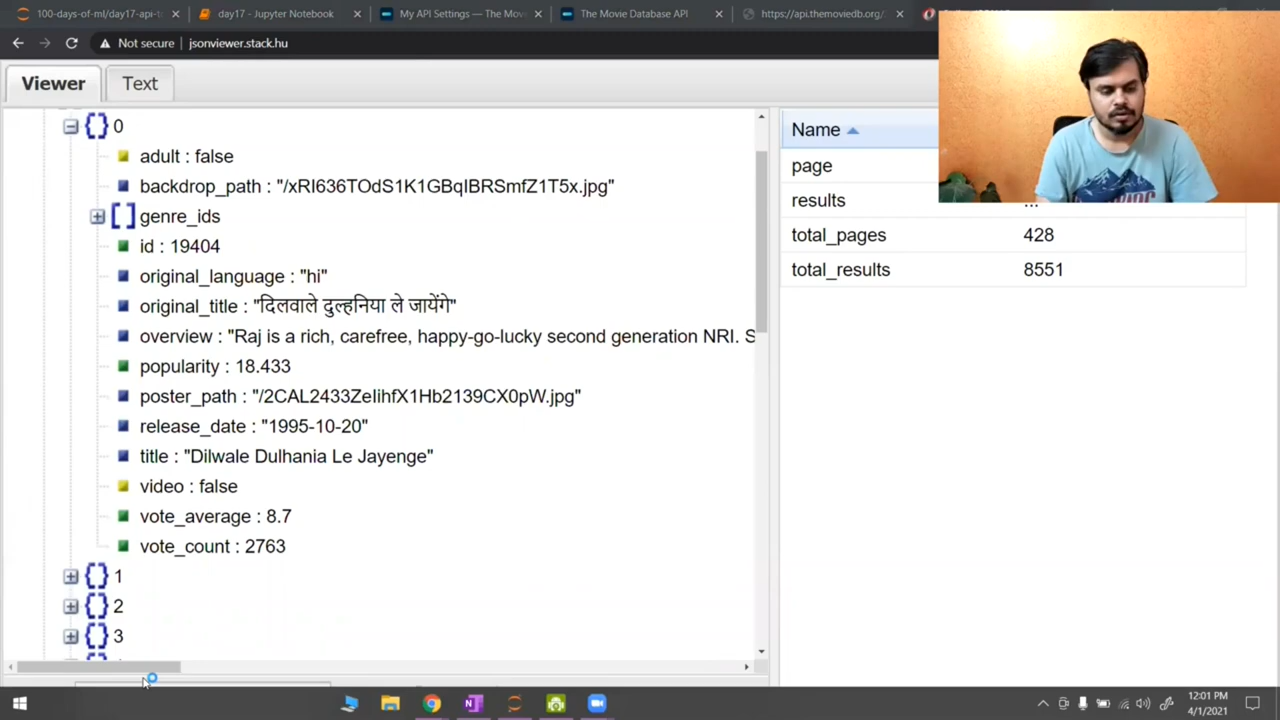 100-days-of-ml/day17-api-t
day17 - Jupyter Notebook
My API Settings — The Mov
The Movie Database API
https://api.themoviedb.org/
Not secure | jsonviewer.stack.hu
Viewer
Text
0
adult : false
backdrop_path : "/xRI636TOdS1K1GBqIBRSmfZ1T5x.jpg"
genre_ids
id : 19404
original_language : "hi"
original_title : "दिलवाले दुल्हनिया ले जायेंगे"
overview : "Raj is a rich, carefree, happy-go-lucky second generation NRI. S
popularity : 18.433
poster_path : "/2CAL2433ZeIihfX1Hb2139CX0pW.jpg"
release_date : "1995-10-20"
title : "Dilwale Dulhania Le Jayenge"
video : false
vote_average : 8.7
vote_count : 2763
1
2
3
Name
page
results ...
total_pages 428
total_results 8551
12:01 PM
4/1/2021